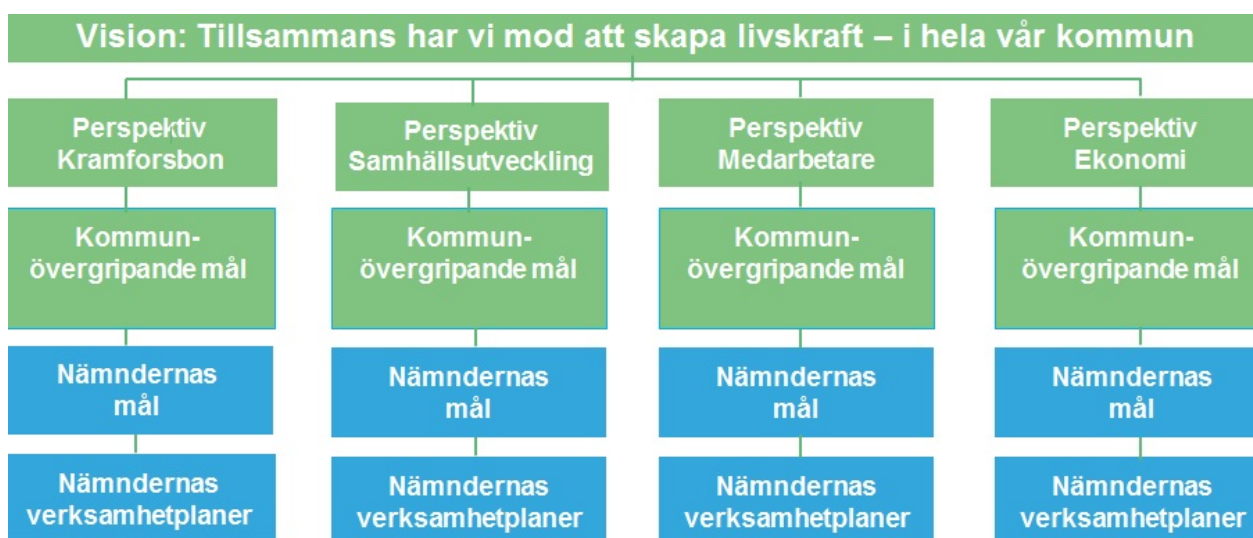 Vision: Tillsammans har vi mod att skapa livskraft – i hela vår kommun
Perspektiv
Kramforsbon
Perspektiv
Samhällsutveckling
Perspektiv
Medarbetare
Perspektiv
Ekonomi
Kommun-
övergripande mål
Kommun-
övergripande mål
Kommun-
övergripande mål
Kommun-
övergripande mål
Nämndernas
mål
Nämndernas
mål
Nämndernas
mål
Nämndernas
mål
Nämndernas
verksamhetplaner
Nämndernas
verksamhetplaner
Nämndernas
verksamhetplaner
Nämndernas
verksamhetplaner